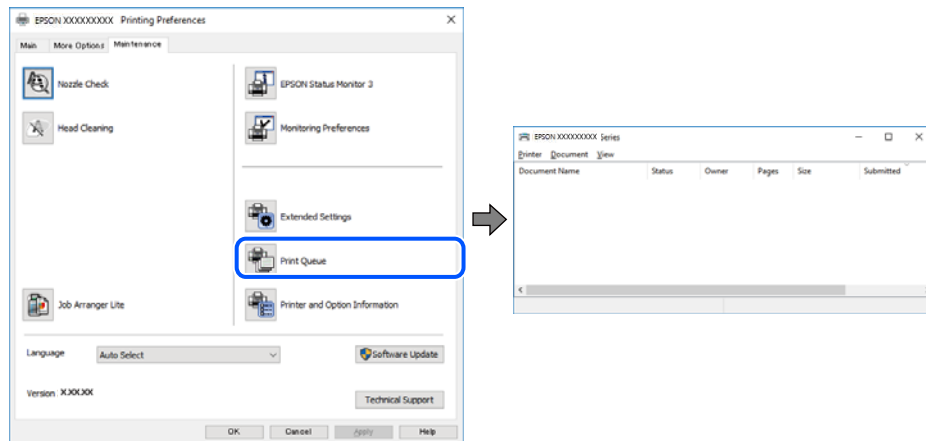 EPSON XXXXXXXXX Printing Preferences
Main More Options Maintenance
Nozzle Check
EPSON Status Monitor 3
Head Cleaning
Monitoring Preferences
Extended Settings
Print Queue
Job Arranger Lite
Printer and Option Information
Language Auto Select
Software Update
Version X.XX.XX
Technical Support
OK Cancel Apply Help
EPSON XXXXXXXXX Series
Printer Document View
Document Name Status Owner Pages Size Submitted